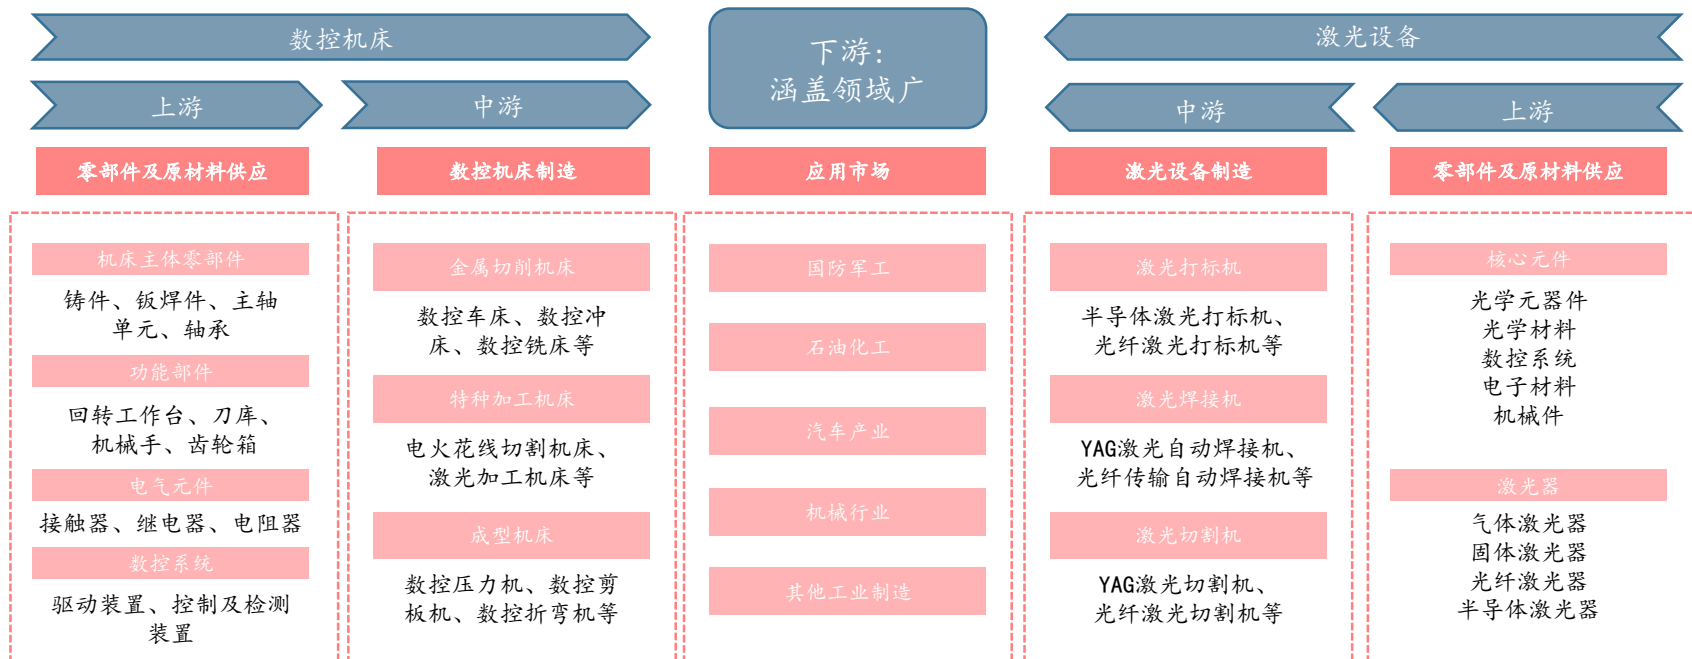 数控机床
下游:
涵盖领域广
激光设备
上游
中游
中游
上游
零部件及原材料供应
数控机床制造
应用市场
激光设备制造
零部件及原材料供应
机床主体零部件
铸件、钣焊件、主轴
单元、轴承
功能部件
回转工作台、刀库、
机械手、齿轮箱
电气元件
接触器、继电器、电阻器
数控系统
驱动装置、控制及检测
装置
金属切削机床
数控车床、数控冲
床、数控铣床等
特种加工机床
电火花线切割机床、
激光加工机床等
成型机床
数控压力机、数控剪
板机、数控折弯机等
国防军工
石油化工
汽车产业
机械行业
其他工业制造
激光打标机
半导体激光打标机、
光纤激光打标机等
激光焊接机
YAG激光自动焊接机、
光纤传输自动焊接机等
激光切割机
YAG激光切割机、
光纤激光切割机等
核心元件
光学元器件
光学材料
数控系统
电子材料
机械件
激光器
气体激光器
固体激光器
光纤激光器
半导体激光器